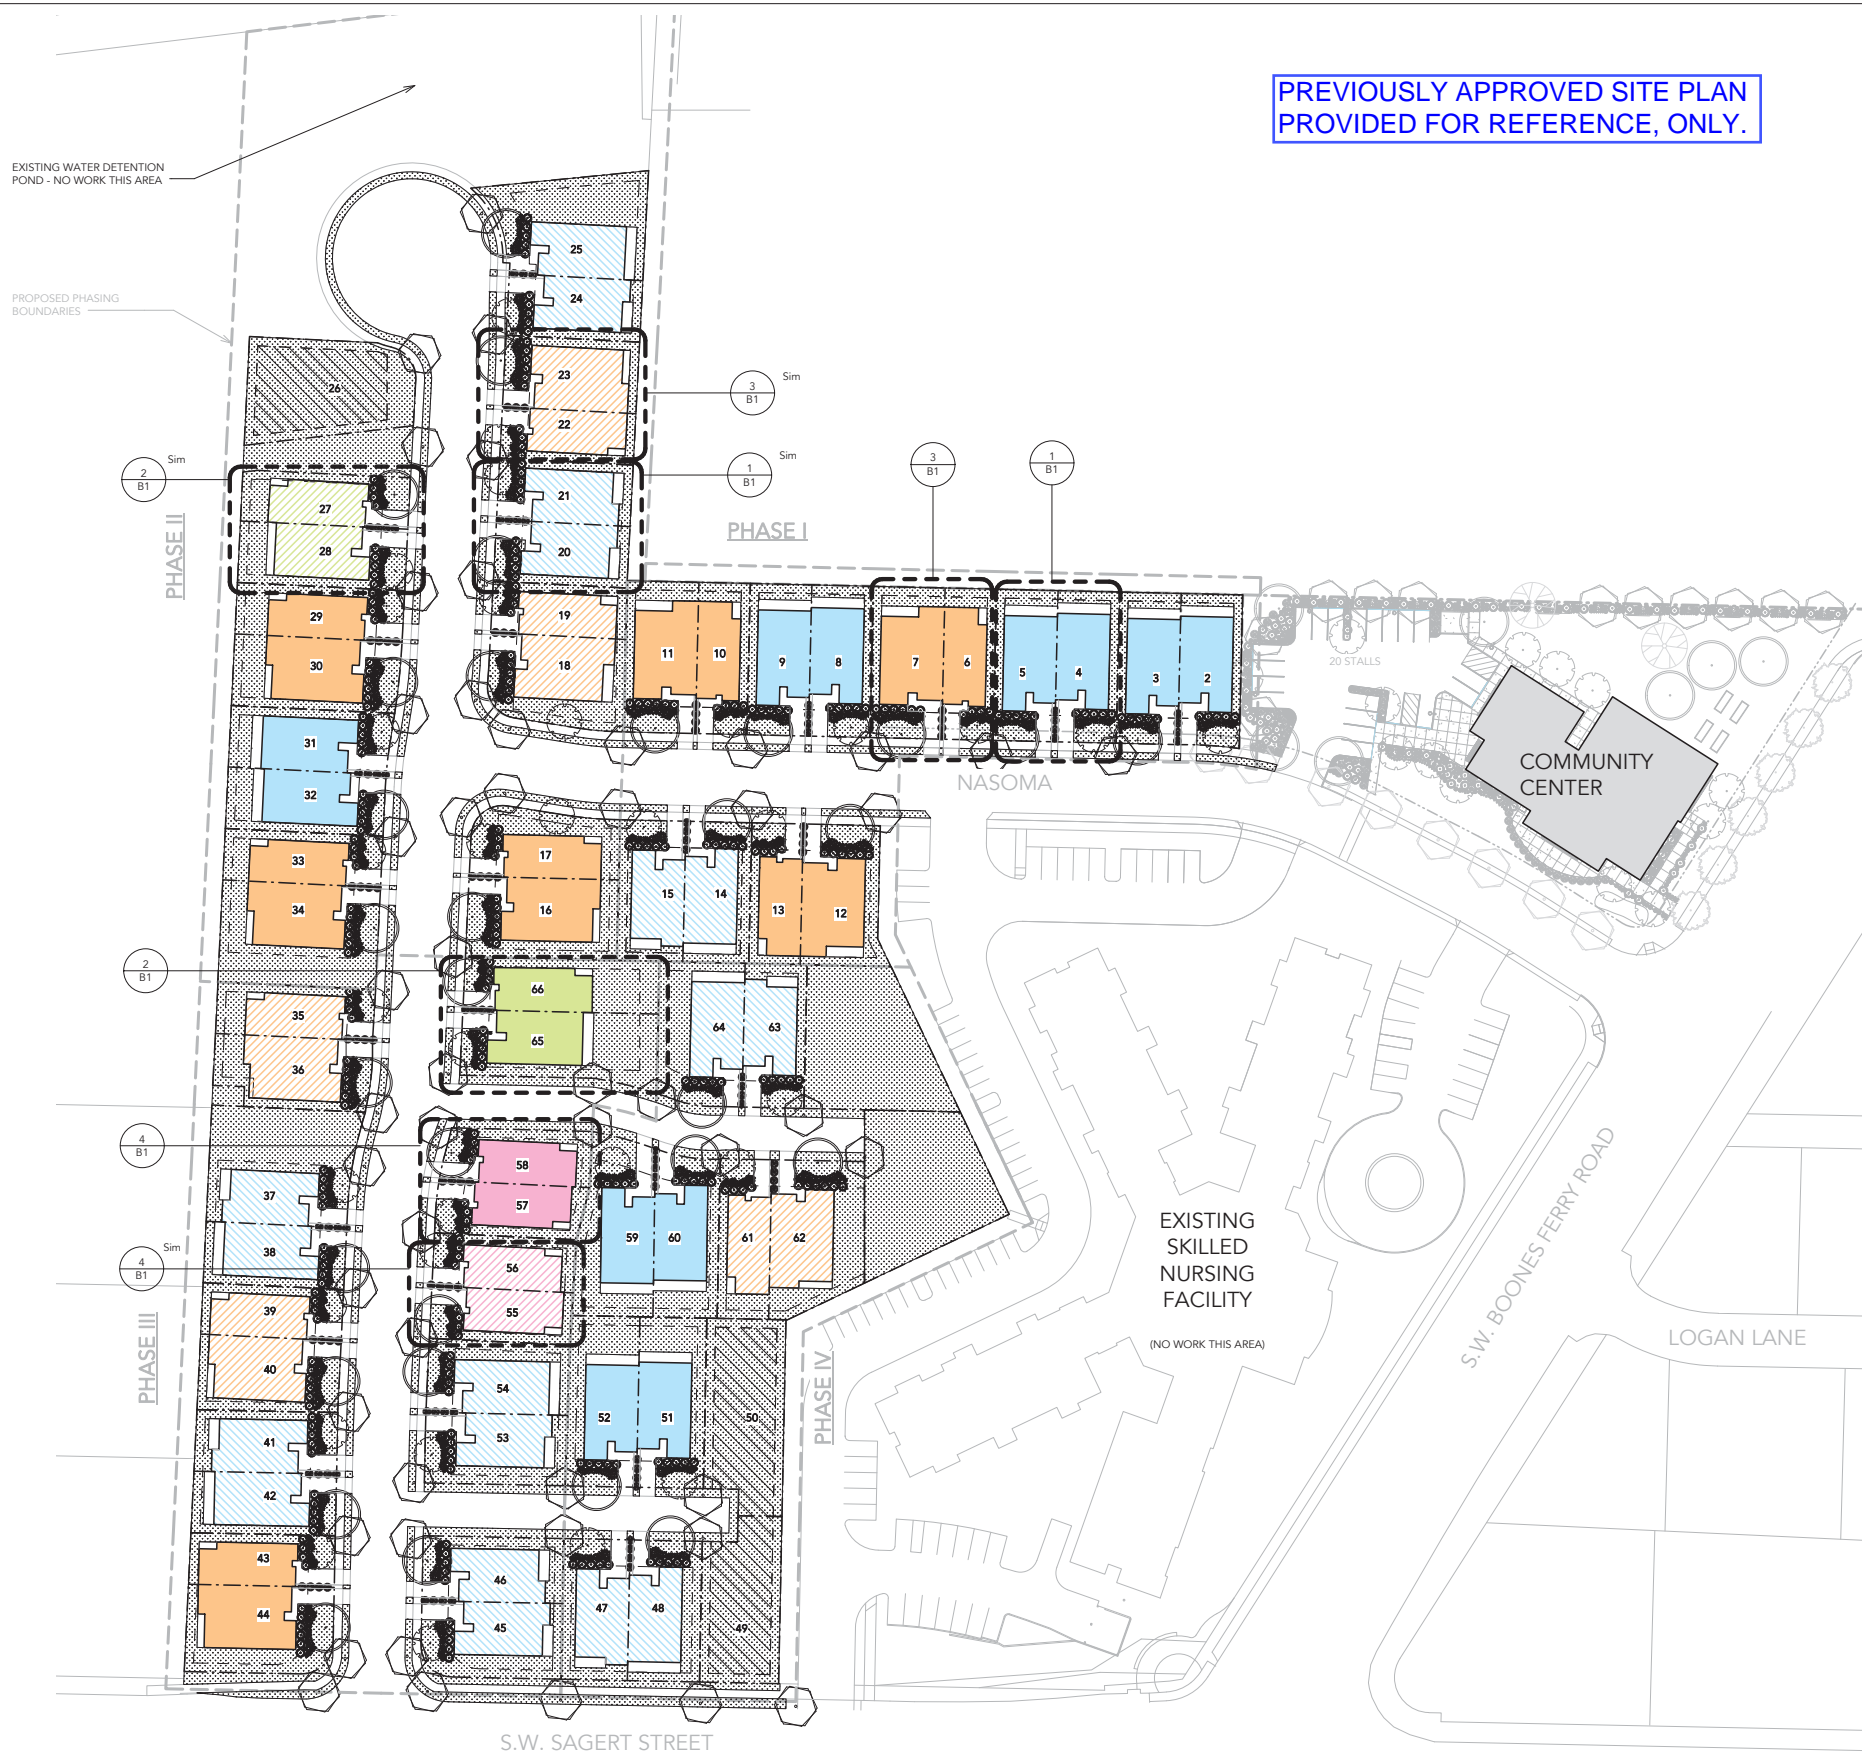 PREVIOUSLY APPROVED SITE PLAN
PROVIDED FOR REFERENCE, ONLY.
EXISTING WATER DETENTION
POND - NO WORK THIS AREA
PROPOSED PHASING
BOUNDARIES
25
24
23
22
3
B1
Sim
26
2
B1
Sim
21
20
1
B1
Sim
3
B1
1
B1
PHASE I
PHASE II
27
28
29
30
19
18
11
10
9
8
7
6
5
4
3
2
20 STALLS
COMMUNITY
CENTER
NASOMA
31
32
33
34
17
16
15
14
13
12
2
B1
66
65
64
63
35
36
4
B1
58
57
59
60
61
62
37
38
4
B1
Sim
56
55
EXISTING
SKILLED
NURSING
FACILITY
(NO WORK THIS AREA)
S.W. BOONES FERRY ROAD
LOGAN LANE
PHASE III
39
40
54
53
52
51
50
PHASE IV
41
42
43
44
46
45
47
48
49
S.W. SAGERT STREET